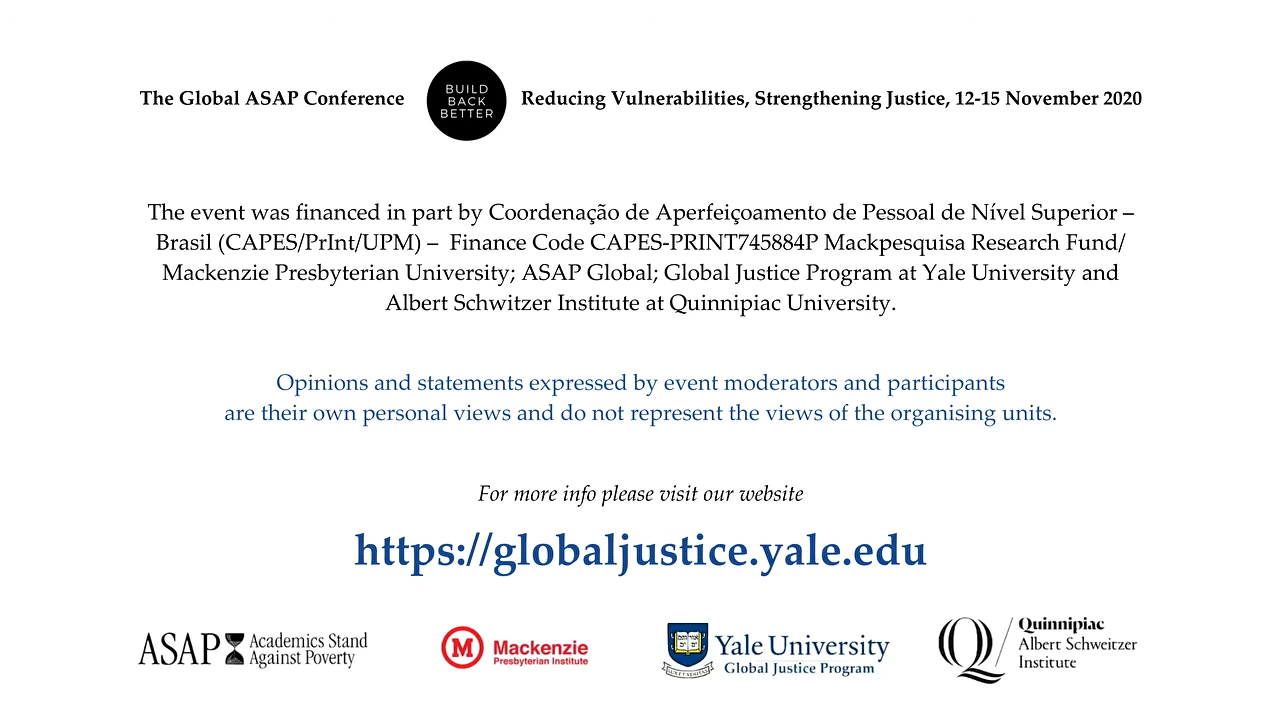 The Global ASAP Conference
BUILD
BACK
BETTER
Reducing Vulnerabilities, Strengthening Justice, 12-15 November 2020
The event was financed in part by Coordenação de Aperfeiçoamento de Pessoal de Nível Superior –
Brasil (CAPES/PrInt/UPM) – Finance Code CAPES-PRINT745884P Mackpesquisa Research Fund/
Mackenzie Presbyterian University; ASAP Global; Global Justice Program at Yale University and
Albert Schwitzer Institute at Quinnipiac University.
Opinions and statements expressed by event moderators and participants
are their own personal views and do not represent the views of the organising units.
For more info please visit our website
https://globaljustice.yale.edu
ASAP
Academics Stand
Against Poverty
M
Mackenzie
Presbyterian Institute
Yale University
Global Justice Program
Q
Quinnipiac
Albert Schweitzer
Institute